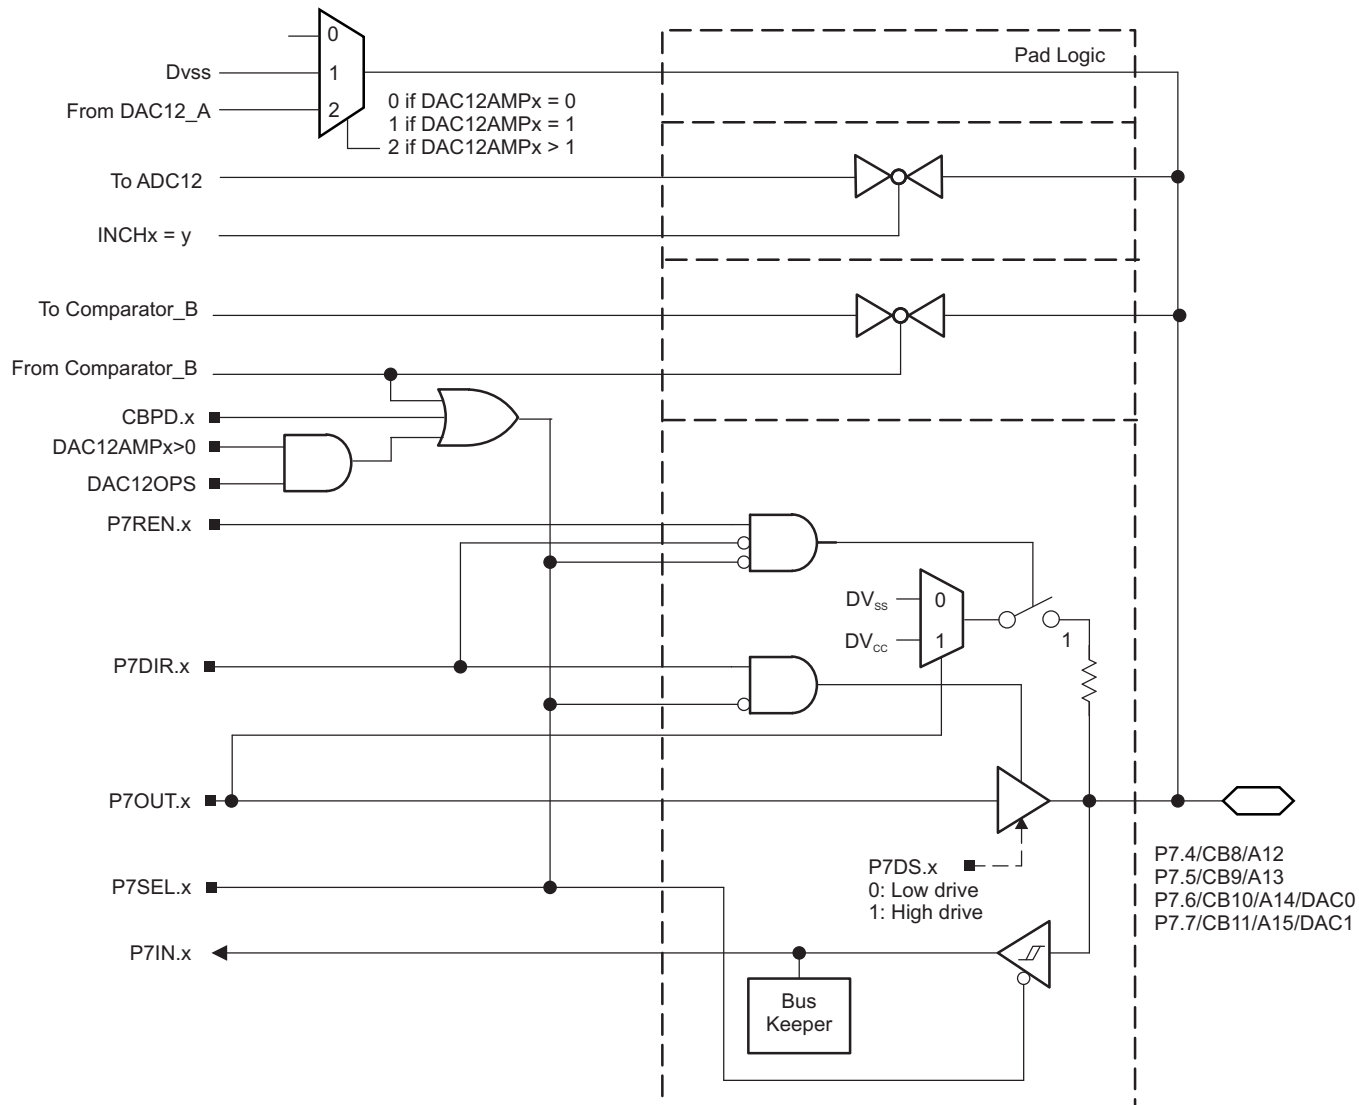 0
Dvss
1
From DAC12_A
2
0 if DAC12AMPx = 0
1 if DAC12AMPx = 1
2 if DAC12AMPx > 1
Pad Logic
To ADC12
INCHx = y
To Comparator_B
From Comparator_B
CBPD.x
DAC12AMPx>0
DAC12OPS
P7REN.x
DVSS
0
DVCC
1
1
P7DIR.x
P7OUT.x
P7DS.x
0: Low drive
1: High drive
P7.4/CB8/A12
P7.5/CB9/A13
P7.6/CB10/A14/DAC0
P7.7/CB11/A15/DAC1
P7SEL.x
P7IN.x
Bus
Keeper